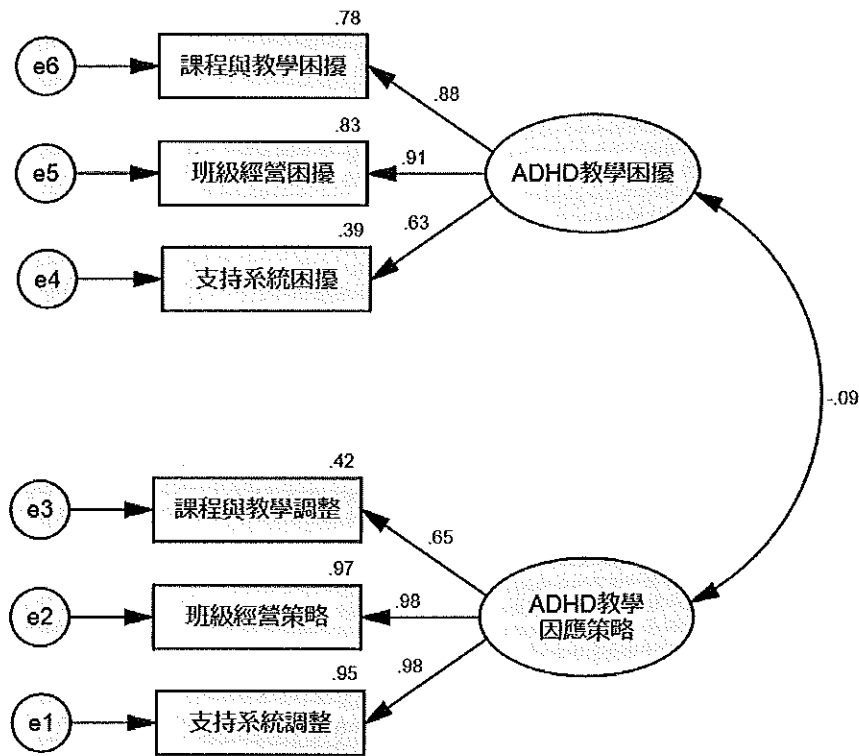 .78
e6
課程與教學困擾
.88
.83
e5
班級經營困擾
.91
ADHD教學困擾
.39
.63
e4
支持系統困擾
-.09
.42
e3
課程與教學調整
.65
.97
e2
班級經營策略
.98
ADHD教學
因應策略
.95
.98
e1
支持系統調整